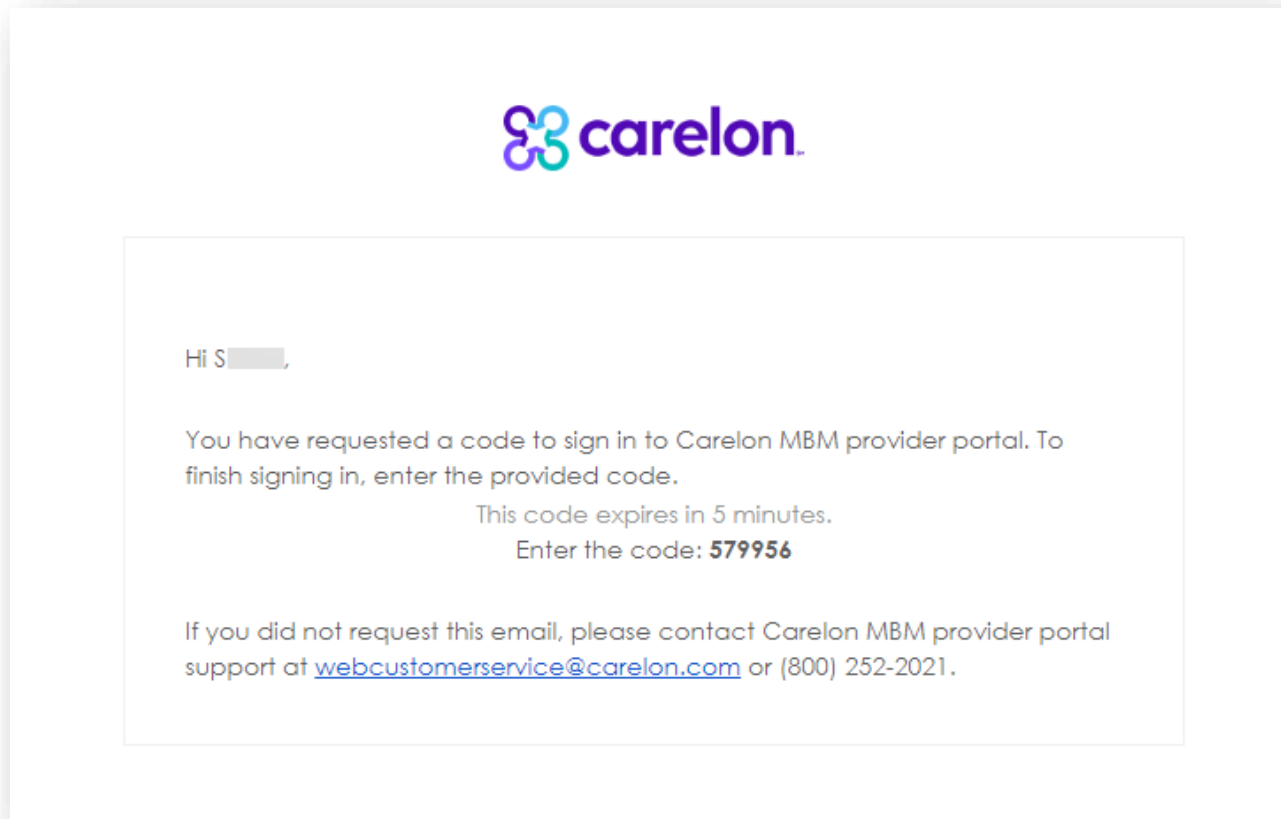 carelon
Hi S ,
You have requested a code to sign in to Carelon MBM provider portal. To
finish signing in, enter the provided code.
This code expires in 5 minutes.
Enter the code: 579956
If you did not request this email, please contact Carelon MBM provider portal
support at webcustomerservice@carelon.com or (800) 252-2021.